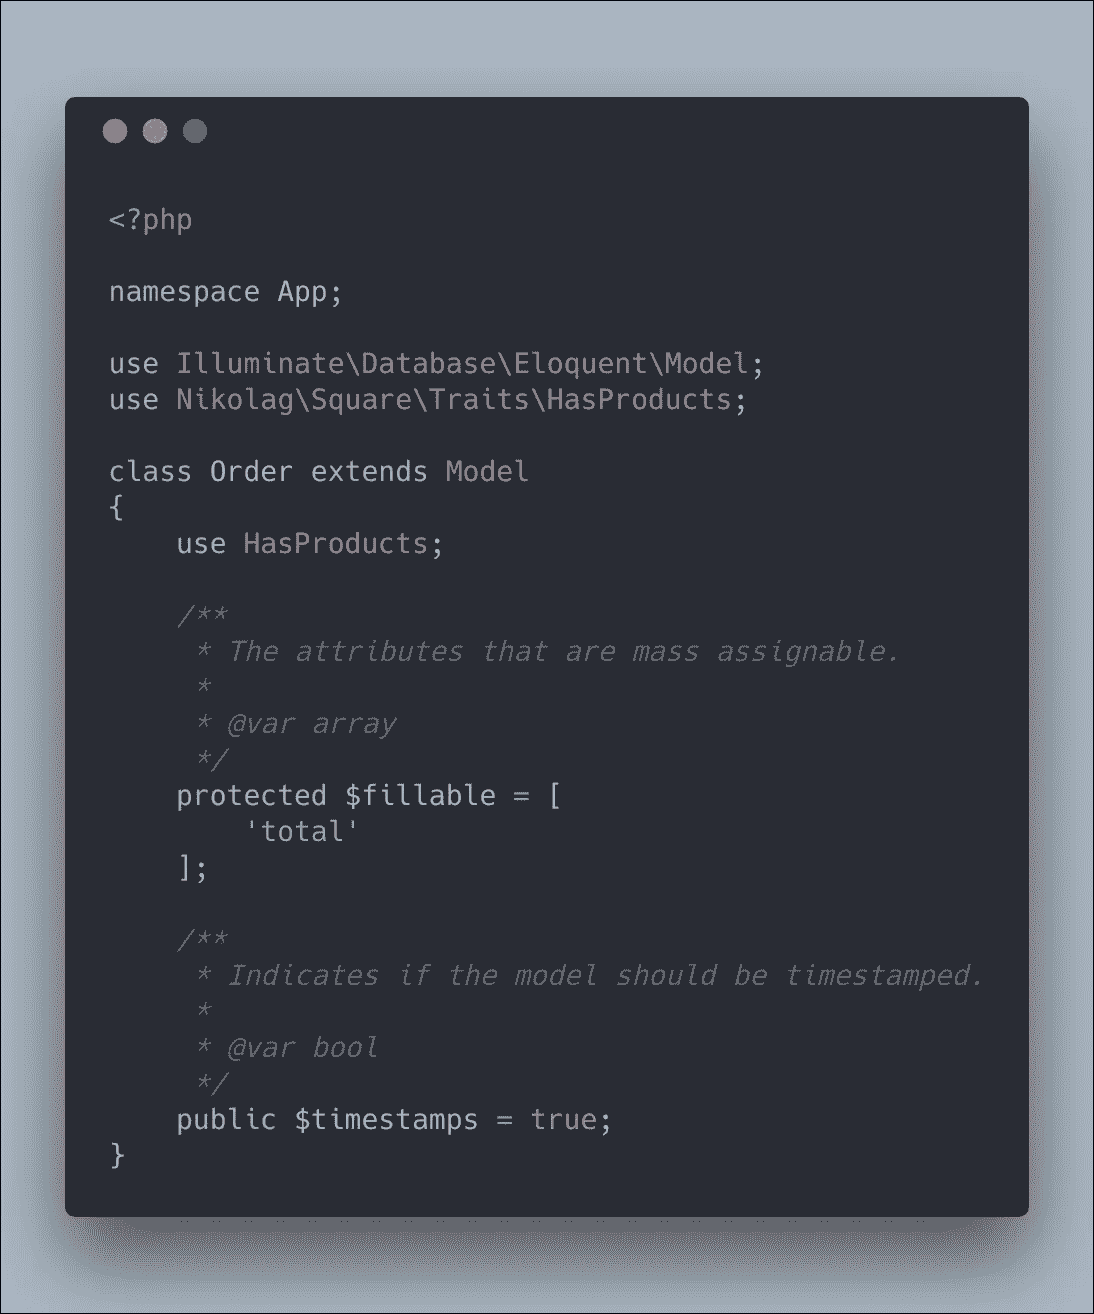 <?php
namespace App;
use Illuminate\Database\Eloquent\Model;
use Nikolag\Square\Traits\HasProducts;
class Order extends Model
{
    use HasProducts;
    /**
     * The attributes that are mass assignable.
     *
     * @var array
     */
    protected $fillable = [
        'total'
    ];
    /**
     * Indicates if the model should be timestamped.
     *
     * @var bool
     */
    public $timestamps = true;
}